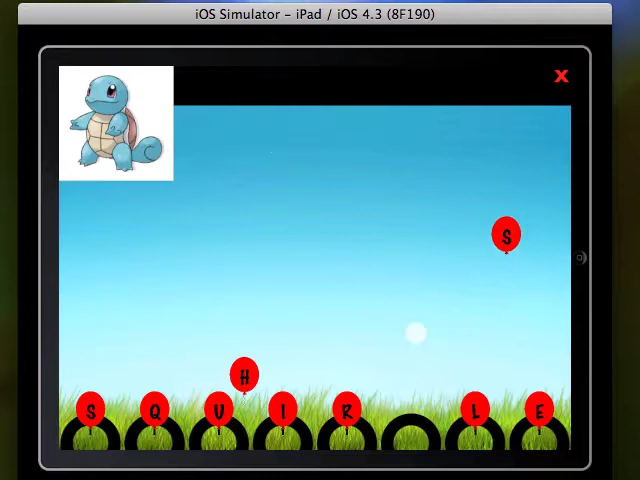 iOS Simulator – iPad / iOS 4.3 (8F190)
X
S
H
S Q U I R L E